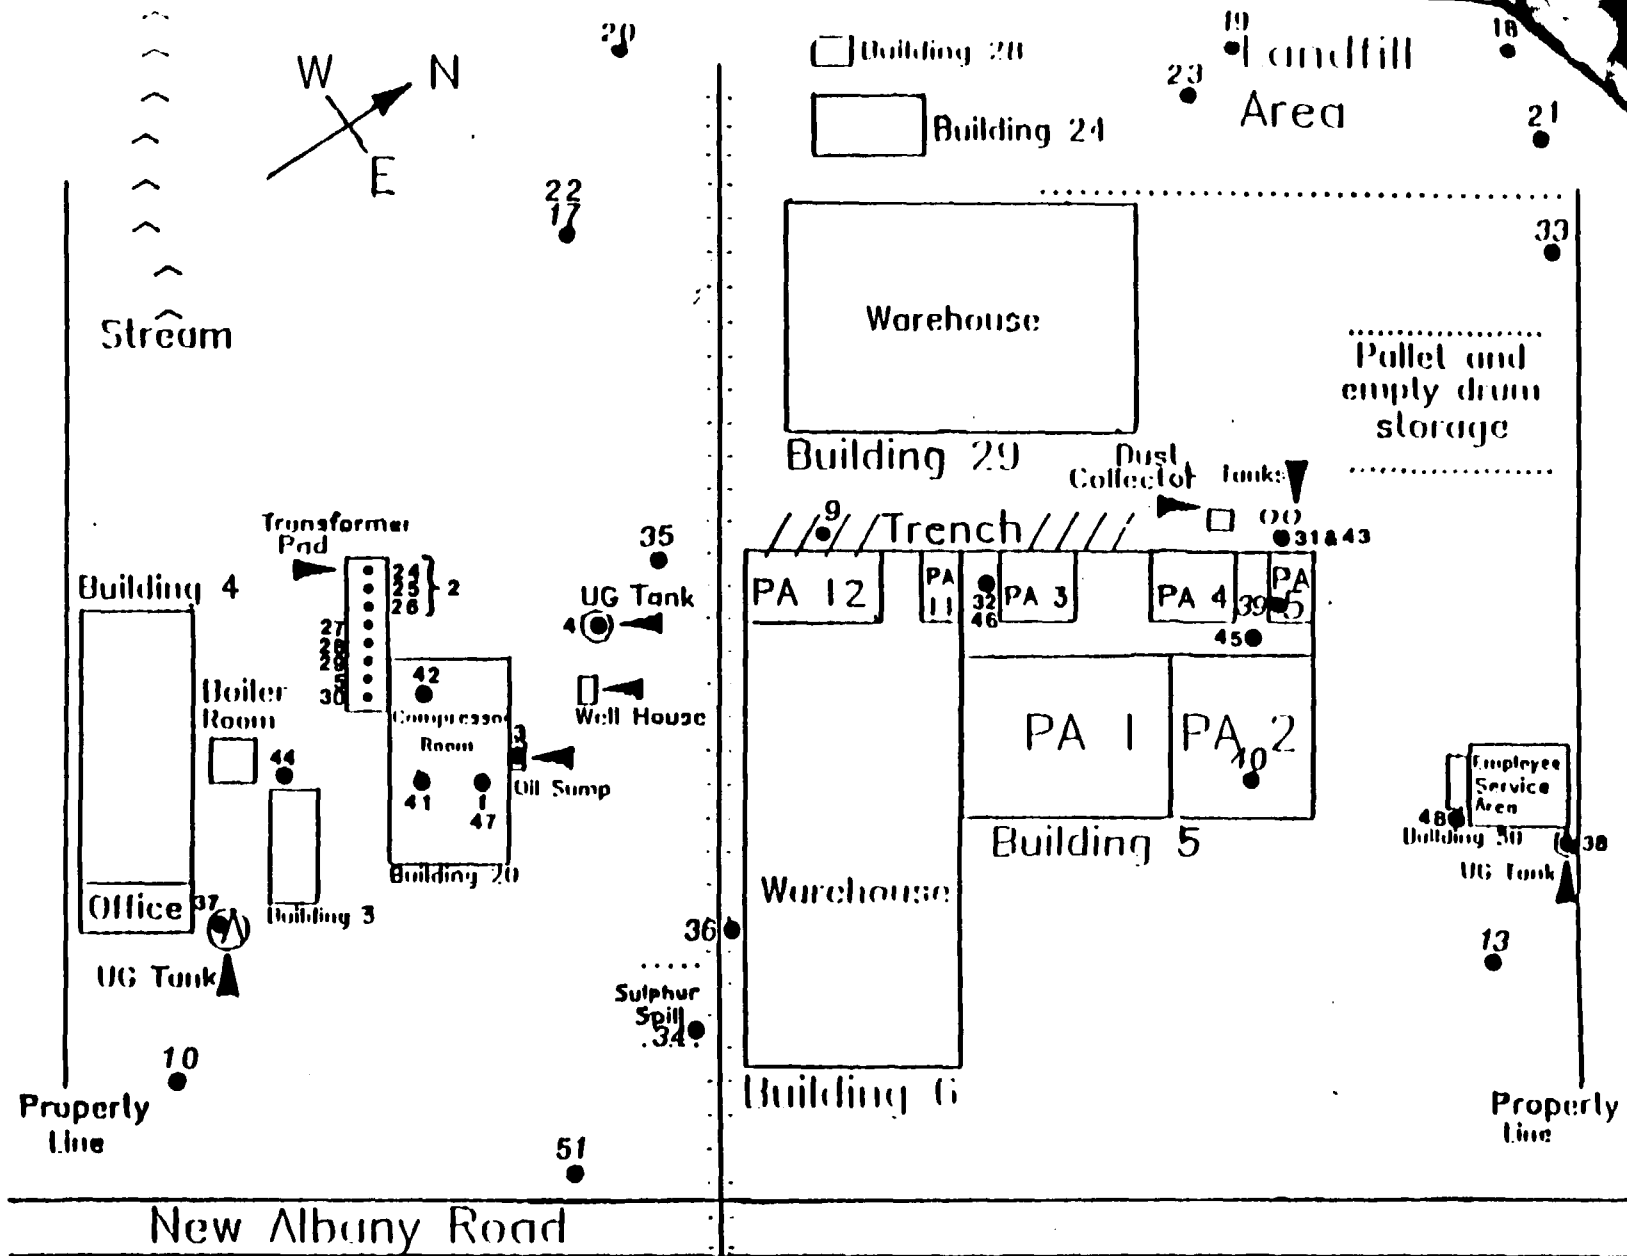 20
19
18
W
N
E
Building 28
Landfill
Area
23
21
Building 24
22
17
33
Stream
Warehouse
Pallet and
empty drum
storage
Building 29
Dust
Collector
Tanks
Transformer
Pad
9
Trench
31&43
35
24
25
26
2
27
28
29
5
30
Building 4
UG Tank
4
PA 12
PA
11
32
46
PA 3
PA 4
39
PA
5
45
Boiler
Room
42
Compressor
Room
Well House
3
Oil Sump
44
41
1
47
PA 1
PA 2
Employee
Service
Area
48
Building 30
38
UG Tank
Building 20
Building 5
Office
37
Building 3
Warehouse
36
13
UG Tank
Sulphur
Spill
34
10
Building 6
Property
Line
Property
Line
51
New Albany Road